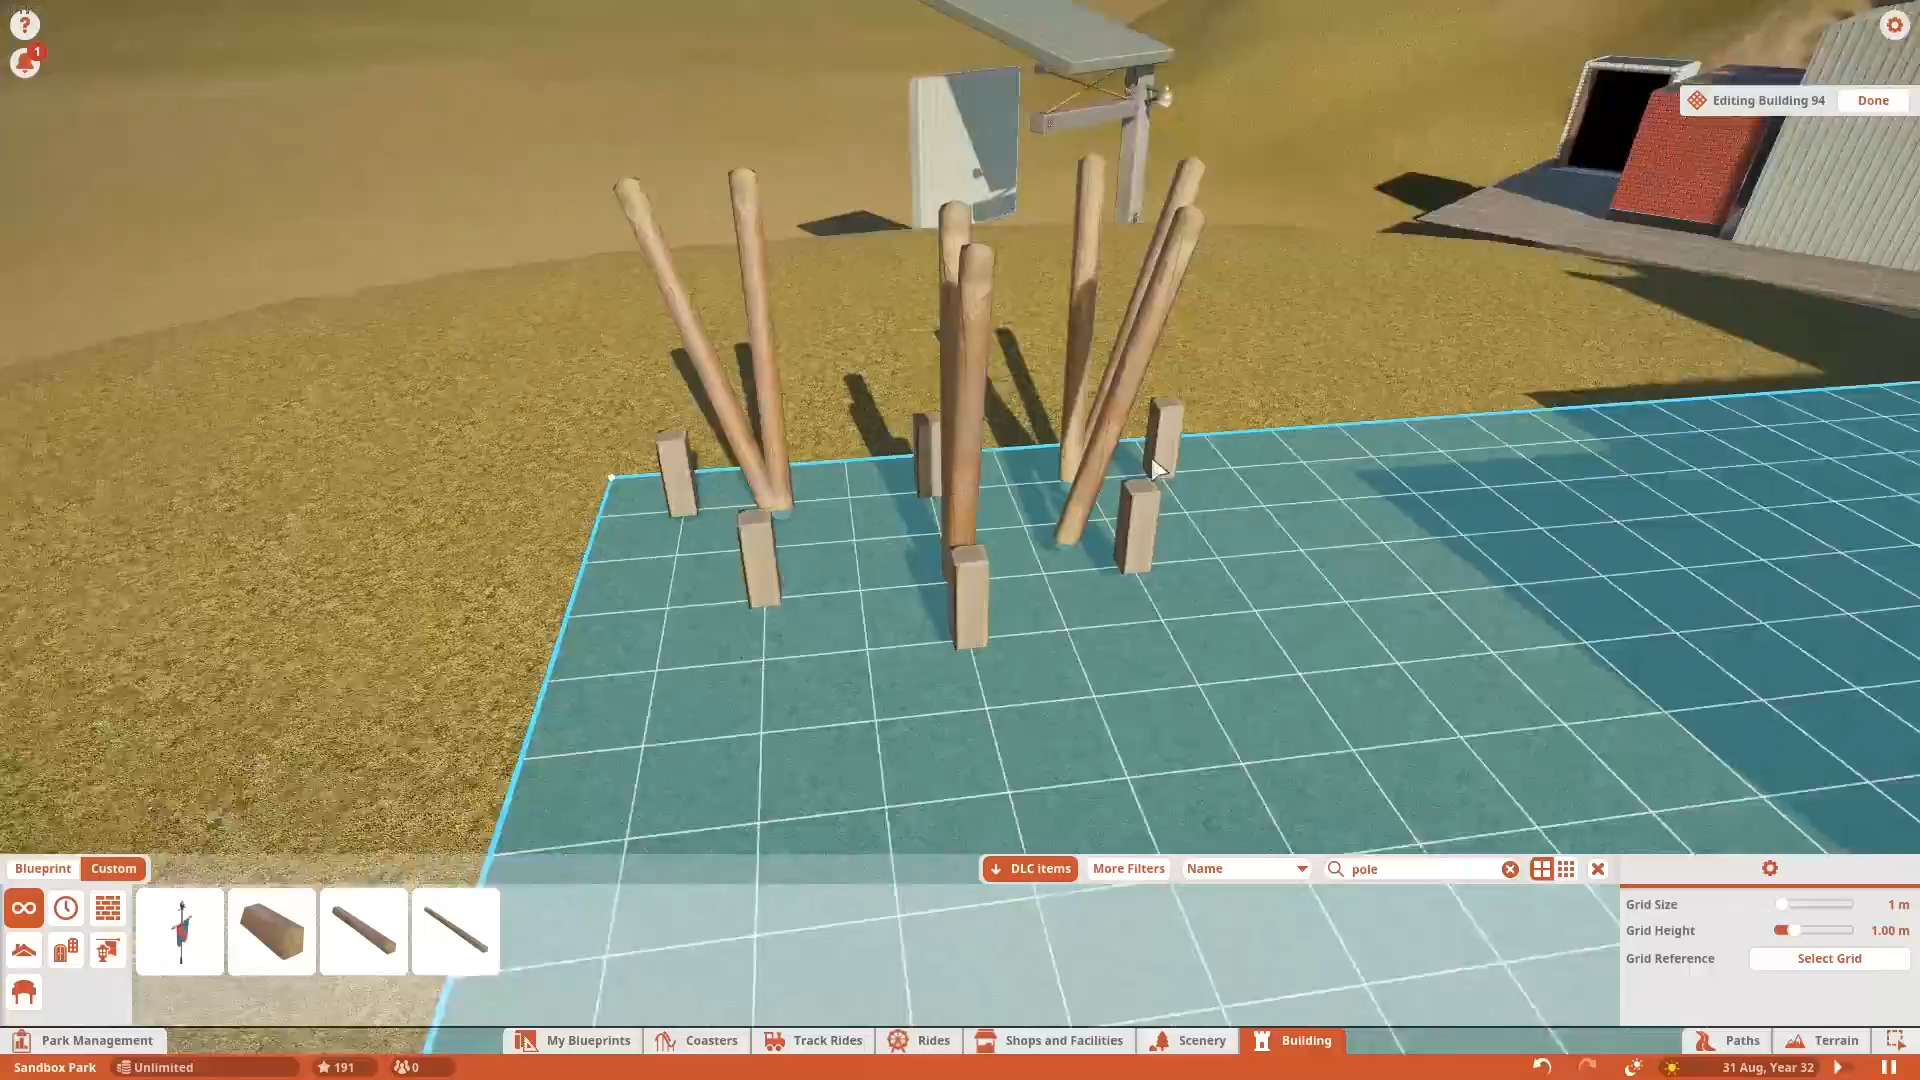 ?
1
Editing Building 94
Done
Blueprint
Custom
DLC items
More Filters
Name
pole
Grid Size
1 m
Grid Height
1.00 m
Grid Reference
Select Grid
Park Management
My Blueprints
Coasters
Track Rides
Rides
Shops and Facilities
Scenery
Building
Paths
Terrain
Sandbox Park
Unlimited
191
0
31 Aug, Year 32